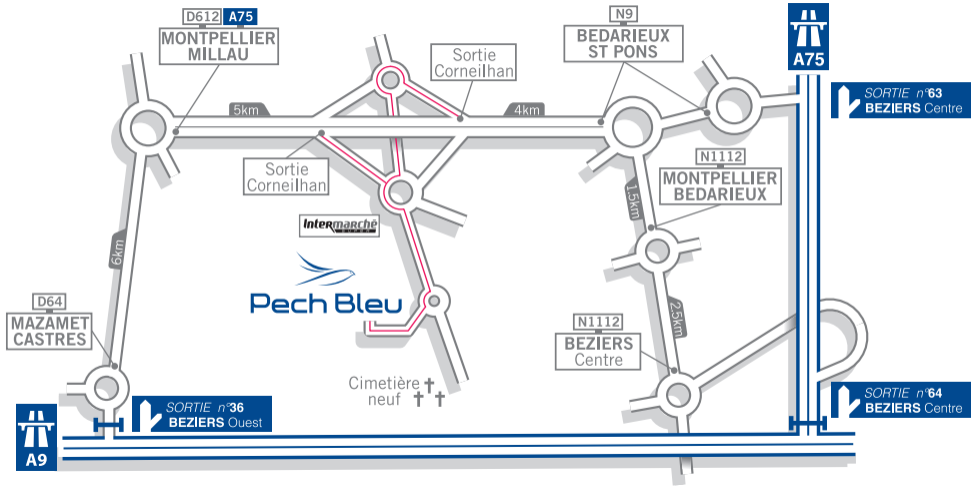 D612 A75
MONTPELLIER
MILLAU
Sortie
Corneilhan
N9
BEDARIEUX
ST PONS
A75
SORTIE n°63
BEZIERS Centre
5km
4km
Sortie
Corneilhan
N1112
MONTPELLIER
BEDARIEUX
1.5km
Intermarché
SUPER
Pech Bleu
6km
D64
MAZAMET
CASTRES
2.5km
N1112
BEZIERS
Centre
Cimetière
neuf
SORTIE n°36
BEZIERS Ouest
SORTIE n°64
BEZIERS Centre
A9